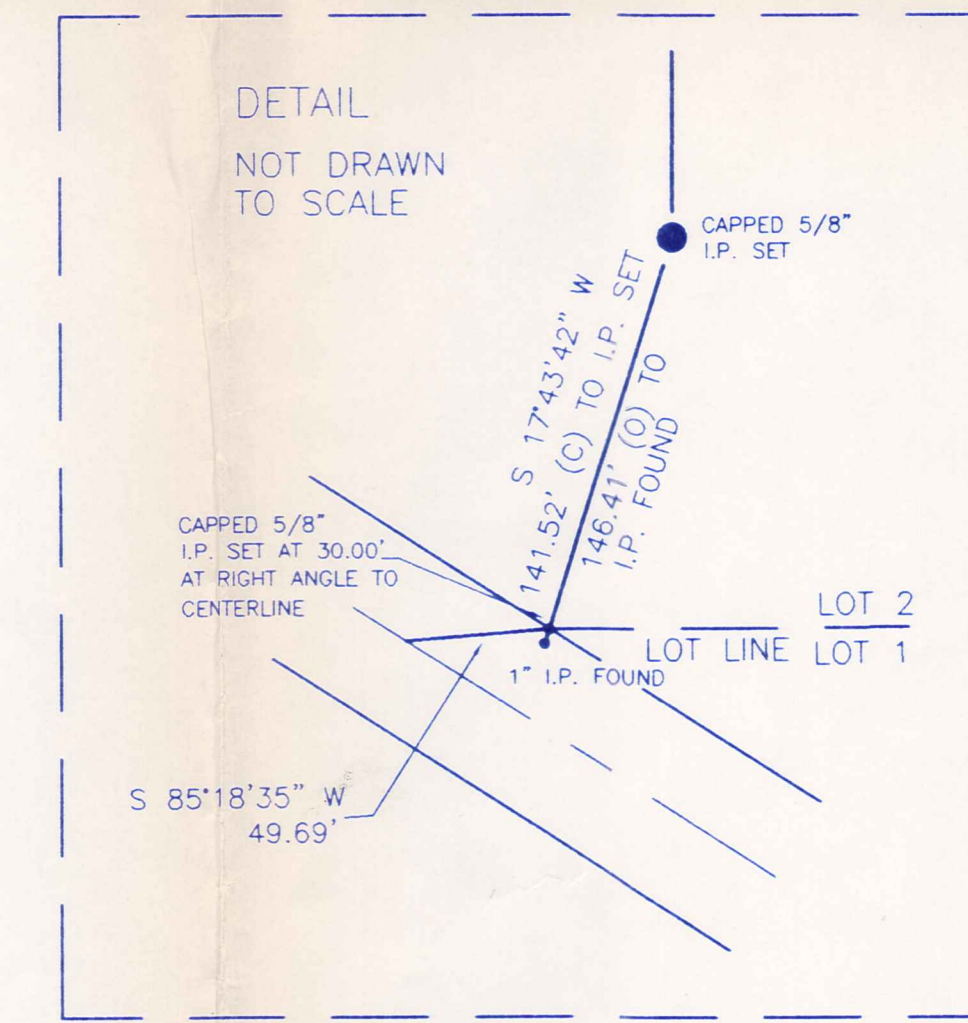 DETAIL
NOT DRAWN
TO SCALE
CAPPED 5/8"
I.P. SET
S 17°43'42" W
141.52' (C) TO I.P. SET
146.41' (O) TO
I.P. FOUND
CAPPED 5/8"
I.P. SET AT 30.00'
AT RIGHT ANGLE TO
CENTERLINE
LOT 2
LOT LINE LOT 1
1" I.P. FOUND
S 85°18'35" W
49.69'